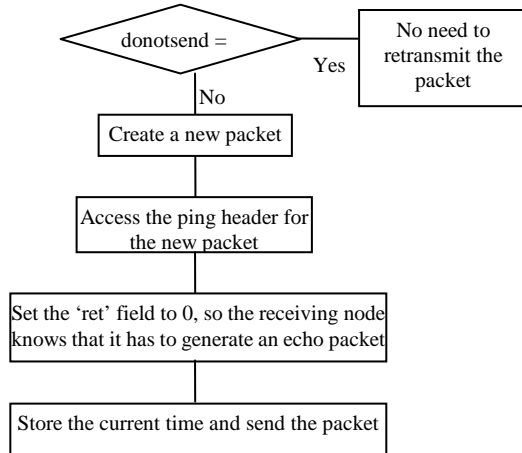 donotsend =
No need to
retransmit the
packet
Yes
No
Create a new packet
Access the ping header for
the new packet
Set the ‘ret’ field to 0, so the receiving node
knows that it has to generate an echo packet
Store the current time and send the packet